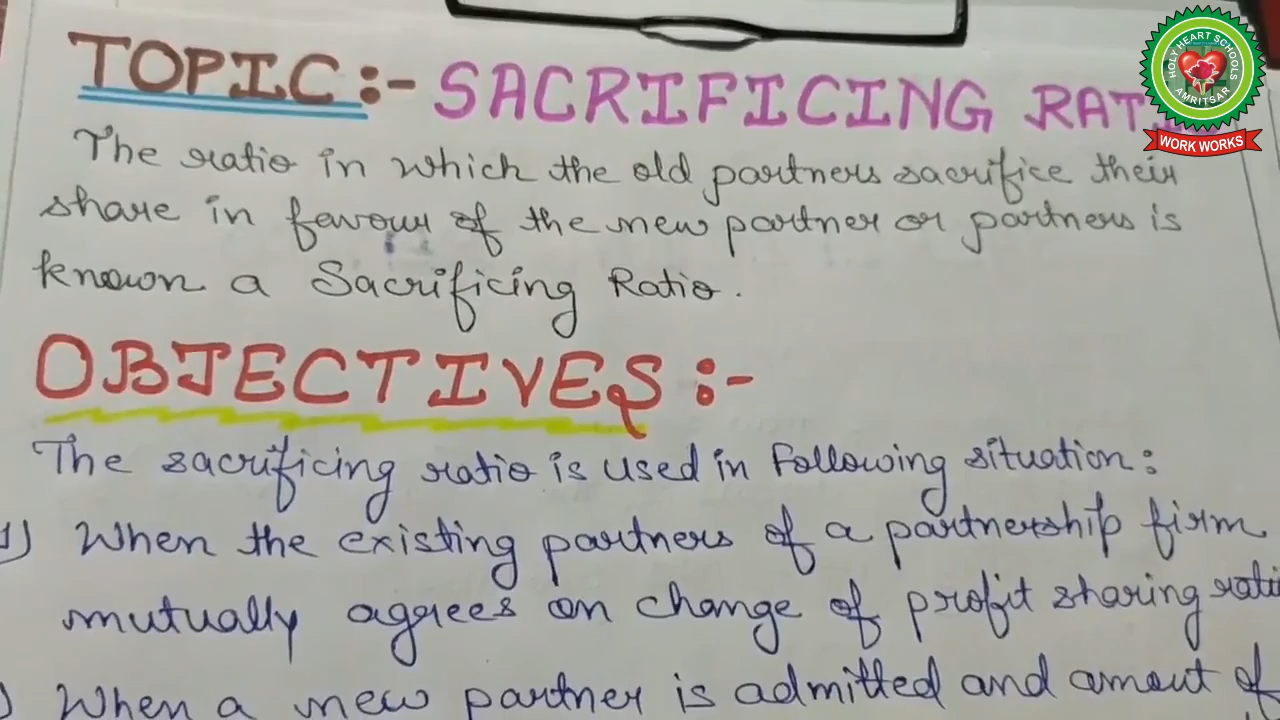 TOPIC:- SACRIFICING RATI
The ratio in which the old partners sacrifice their
share in favour of the new partner or partners is
known a Sacrificing Ratio.
OBJECTIVES :-
The sacrificing ratio is used in Following situation:
1) When the existing partners of a partnership firm
mutually agrees on change of profit sharing rati
) When a new partner is admitted and amout of
HOLY HEART SCHOOLS
AMRITSAR
WORK WORKS